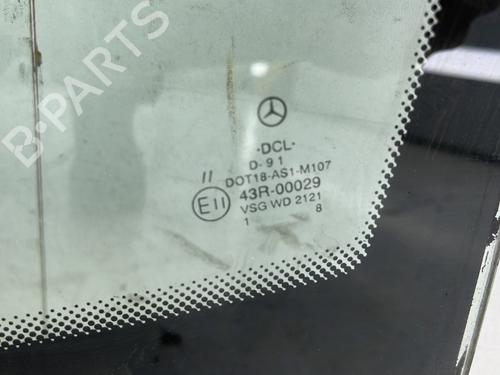 B-PARTS
·DCL·
D-91
DOT18-AS1-M107
II
E11 43R-00029
VSG WD 2121
1 8